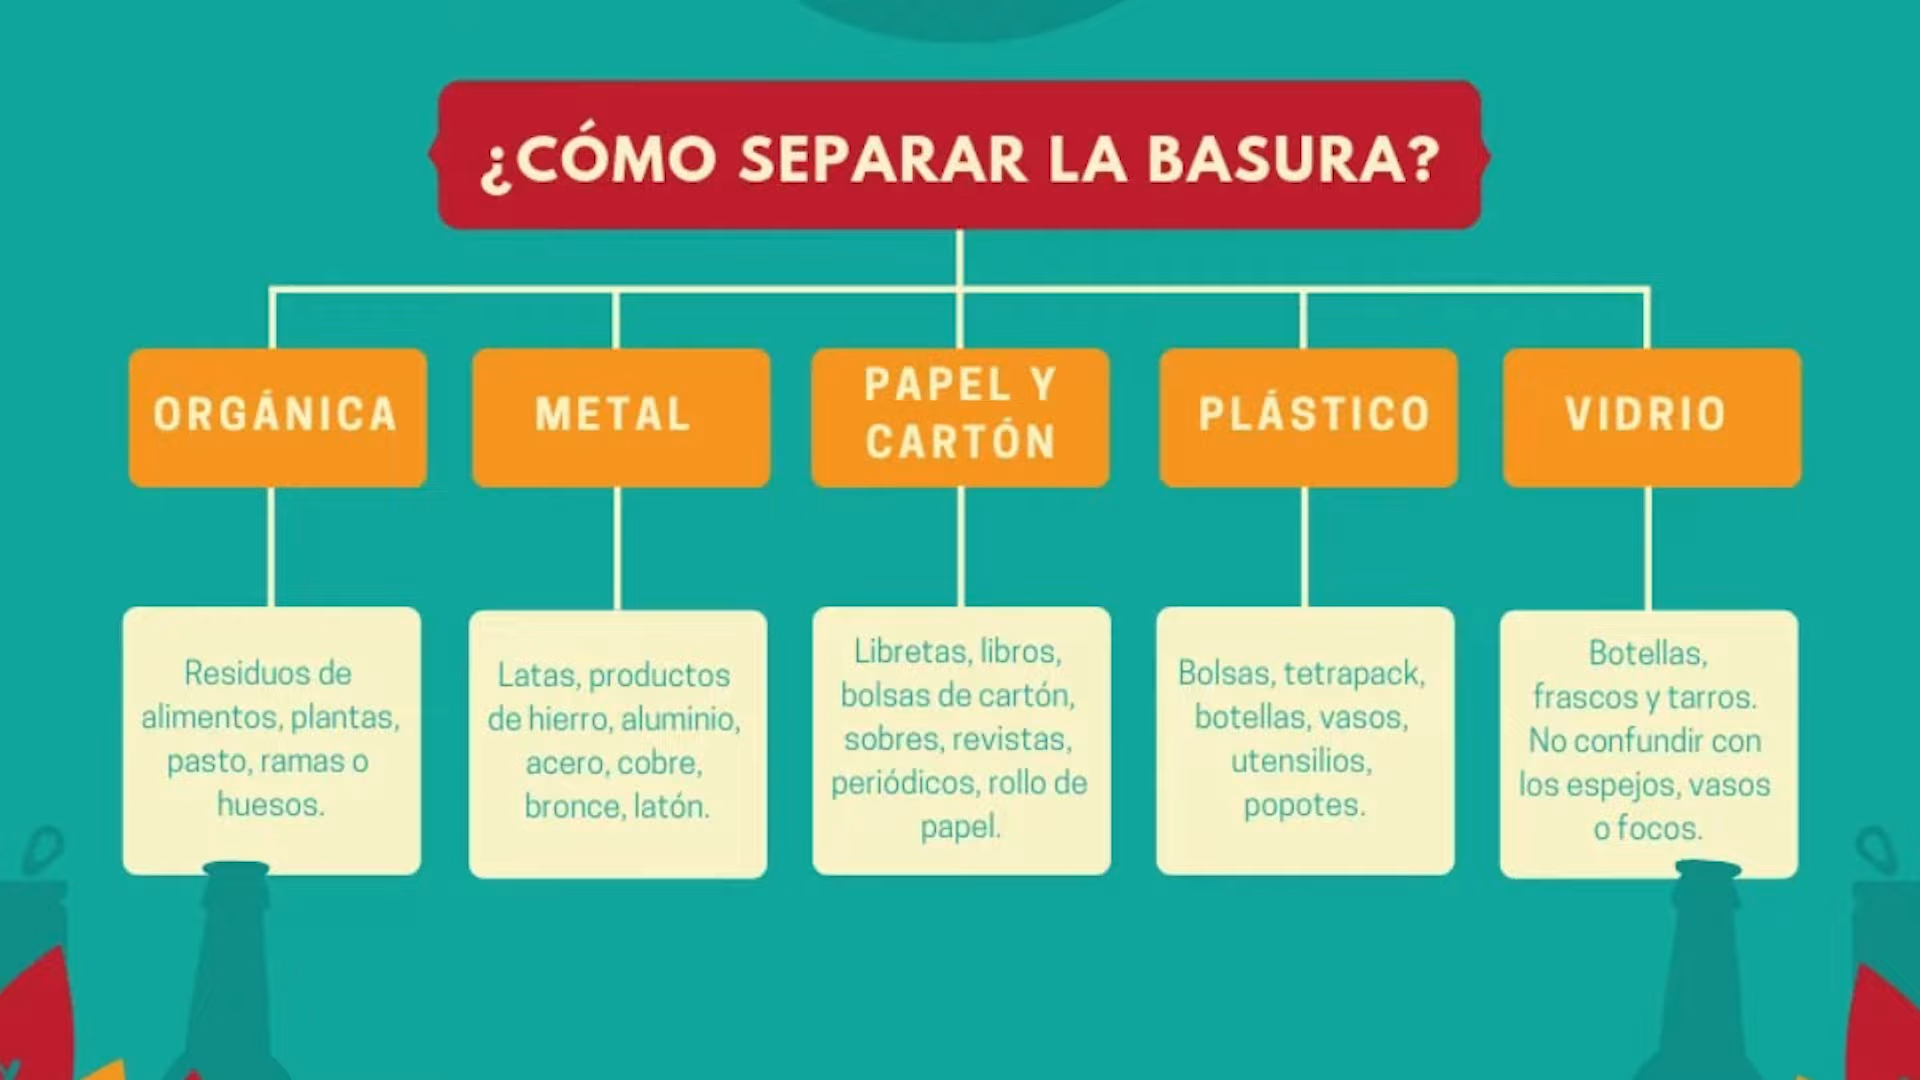 ¿CÓMO SEPARAR LA BASURA?
ORGÁNICA
METAL
PAPEL Y
CARTÓN
PLÁSTICO
VIDRIO
Residuos de
alimentos, plantas,
pasto, ramas o
huesos.
Latas, productos
de hierro, aluminio,
acero, cobre,
bronce, latón.
Libretas, libros,
bolsas de cartón,
sobres, revistas,
periódicos, rollo de
papel.
Bolsas, tetrapack,
botellas, vasos,
utensilios,
popotes.
Botellas,
frascos y tarros.
No confundir con
los espejos, vasos
o focos.